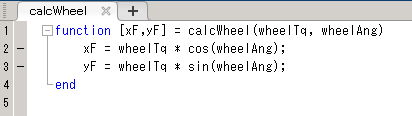 calcWheel × +
1 function [xF,yF] = calcWheel(wheelTq, wheelAng)
2 – xF = wheelTq * cos(wheelAng);
3 – yF = wheelTq * sin(wheelAng);
4 end
5